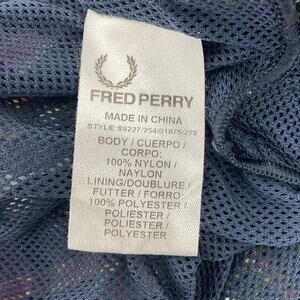 FRED PERRY
MADE IN CHINA
STYLE:S9227/254/01975/278
BODY / CUERPO /
CORPO:
100% NYLON /
NAYLON
LINING/DOUBLURE /
FUTTER / FORRO:
100% POLYESTER /
POLIESTER /
POLIESTER /
POLYESTER